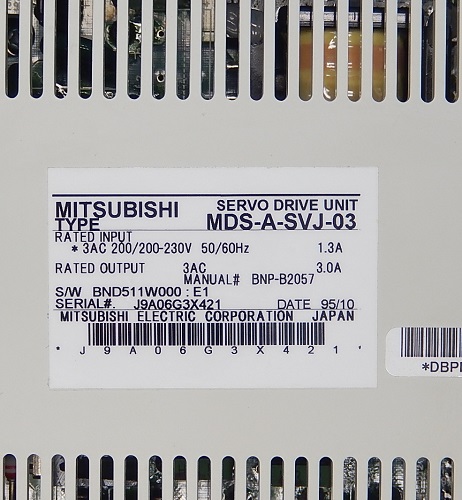 MITSUBISHI SERVO DRIVE UNIT
TYPE MDS-A-SVJ-03
RATED INPUT
* 3AC 200/200-230V 50/60Hz 1.3A
RATED OUTPUT 3AC 3.0A
MANUAL# BNP-B2057
S/W BND511W000 : E1
SERIAL#. J9A06G3X421 DATE 95/10
MITSUBISHI ELECTRIC CORPORATION JAPAN
* J 9 A 0 6 G 3 X 4 2 1 *